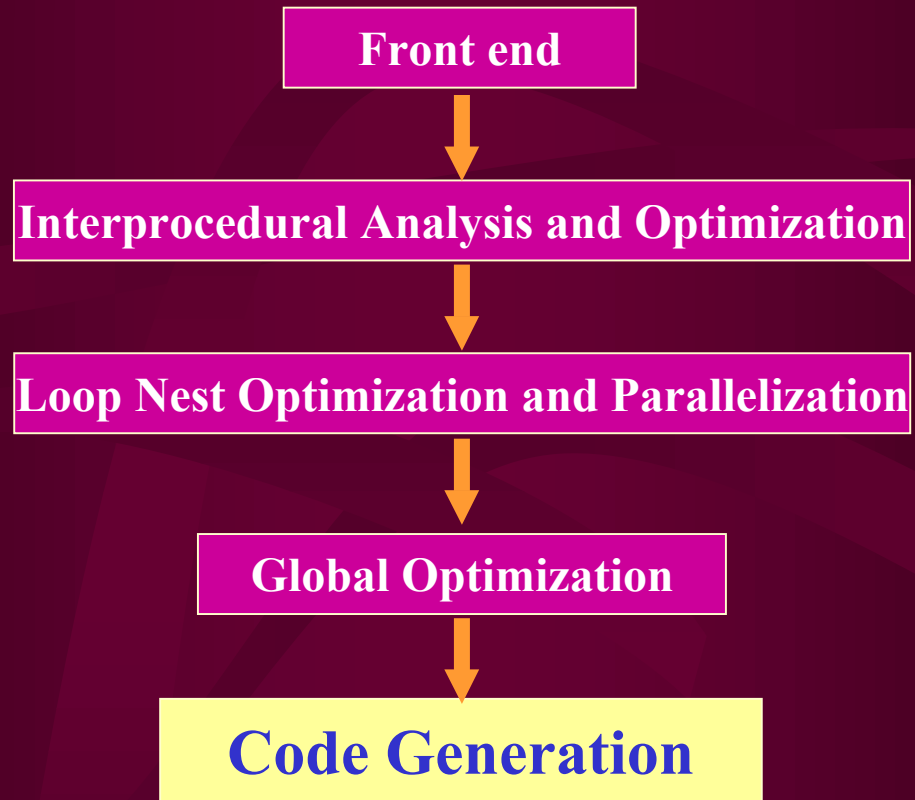 Front end
Interprocedural Analysis and Optimization
Loop Nest Optimization and Parallelization
Global Optimization
Code Generation